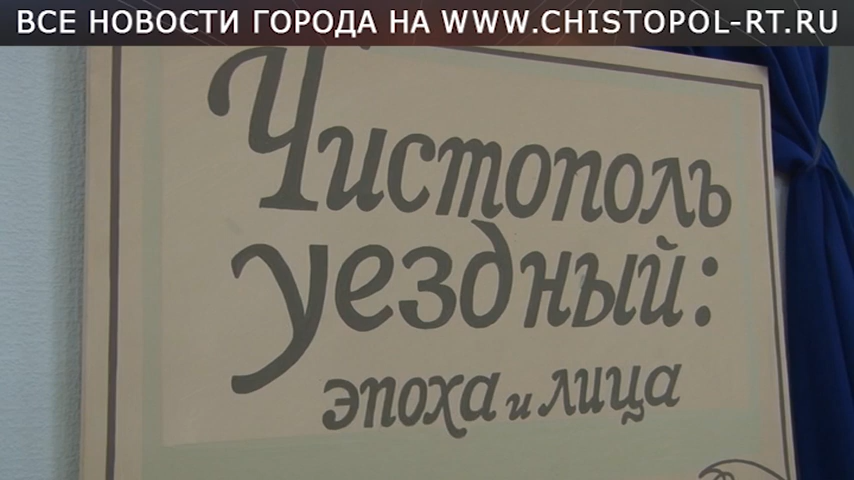 ВСЕ НОВОСТИ ГОРОДА НА WWW.CHISTOPOL-RT.RU
Чистополь
уездный:
эпоха и лица